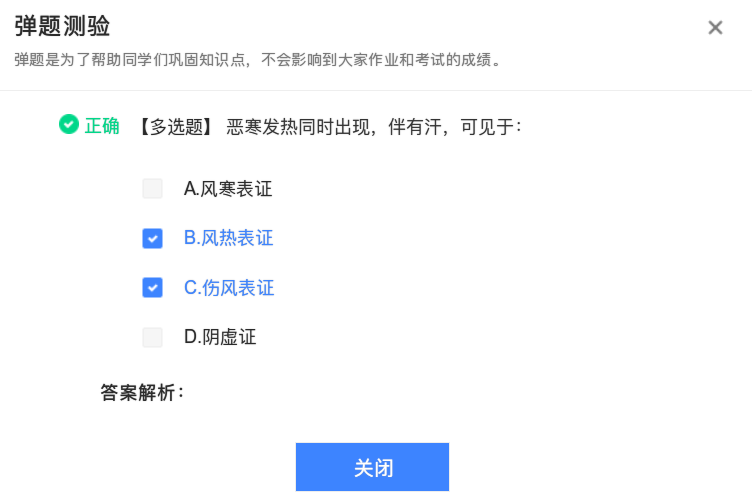 弹题测验
弹题是为了帮助同学们巩固知识点，不会影响到大家作业和考试的成绩。
正确 【多选题】 恶寒发热同时出现，伴有汗，可见于：
A.风寒表证
B.风热表证
C.伤风表证
D.阴虚证
答案解析：
关闭